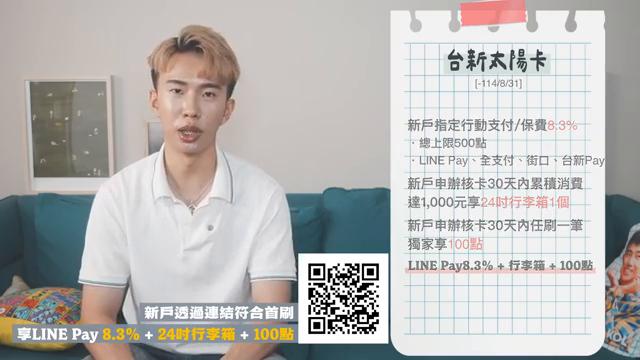 台新太陽卡
[-114/8/31]
新戶指定行動支付/保費8.3%
·總上限500點
·LINE Pay、全支付、街口、台新Pay
新戶申辦核卡30天內累積消費
達1,000元享24吋行李箱1個
新戶申辦核卡30天內任刷一筆
獨家享100點
LINE Pay8.3% + 行李箱 + 100點
新戶透過連結符合首刷
享LINE Pay 8.3% + 24吋行李箱 + 100點